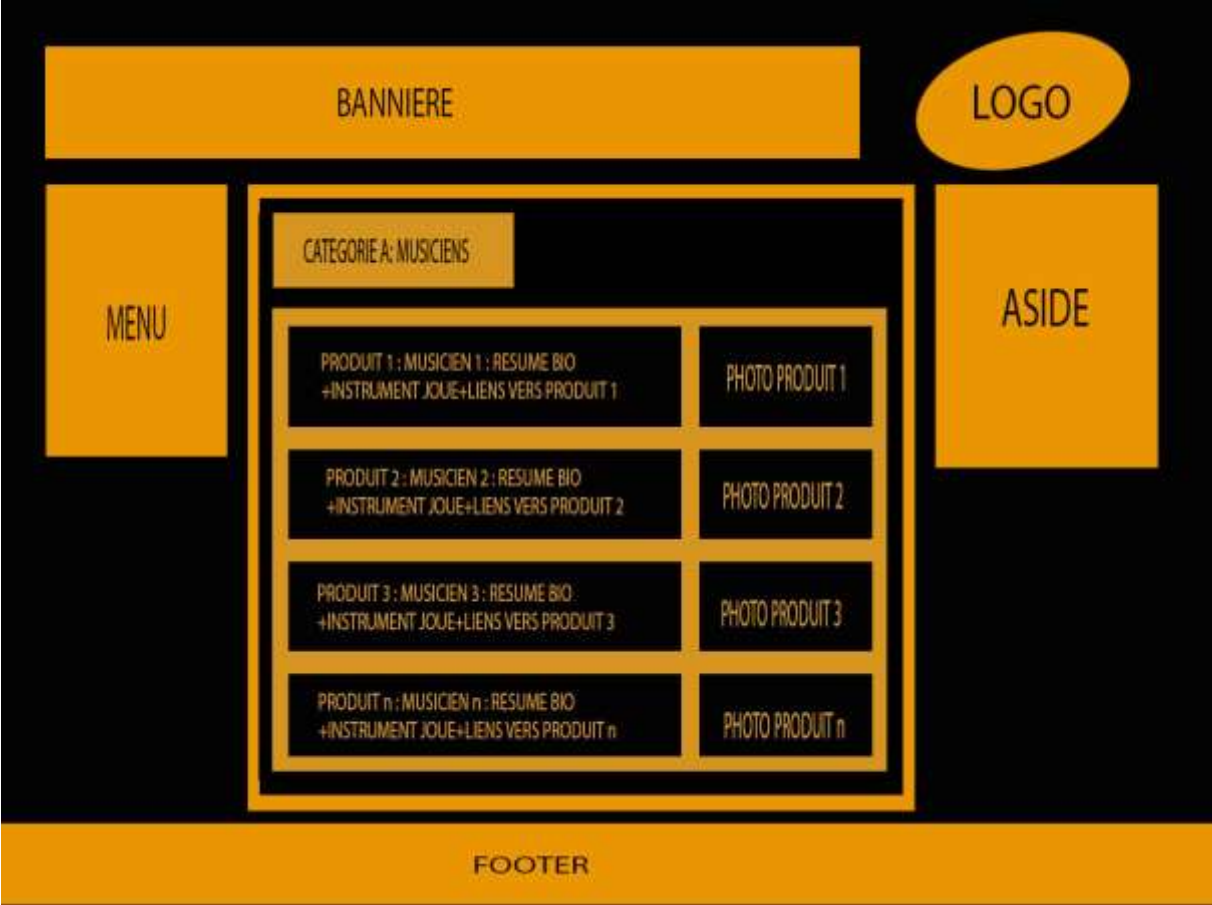 BANNIERE
LOGO
MENU
CATEGORIE A: MUSICIENS
PRODUIT 1 : MUSICIEN 1 : RESUME BIO
+INSTRUMENT JOUE+LIENS VERS PRODUIT 1
PHOTO PRODUIT 1
PRODUIT 2 : MUSICIEN 2 : RESUME BIO
+INSTRUMENT JOUE+LIENS VERS PRODUIT 2
PHOTO PRODUIT 2
PRODUIT 3 : MUSICIEN 3 : RESUME BIO
+INSTRUMENT JOUE+LIENS VERS PRODUIT 3
PHOTO PRODUIT 3
PRODUIT n : MUSICIEN n : RESUME BIO
+INSTRUMENT JOUE+LIENS VERS PRODUIT n
PHOTO PRODUIT n
ASIDE
FOOTER